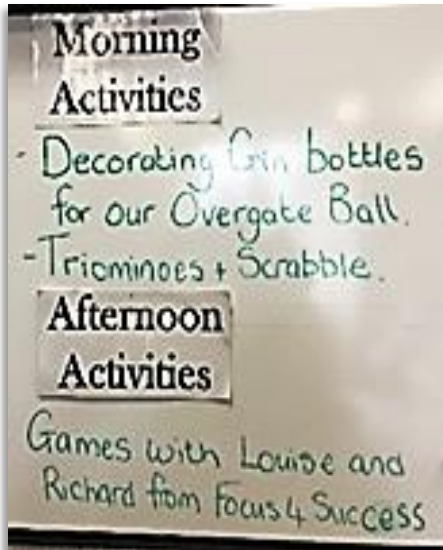 Morning
Activities
- Decorating Gin bottles
for our Overgate Ball.
- Triominoes + Scrabble.
Afternoon
Activities
Games with Louise and
Richard from Focus 4 Success